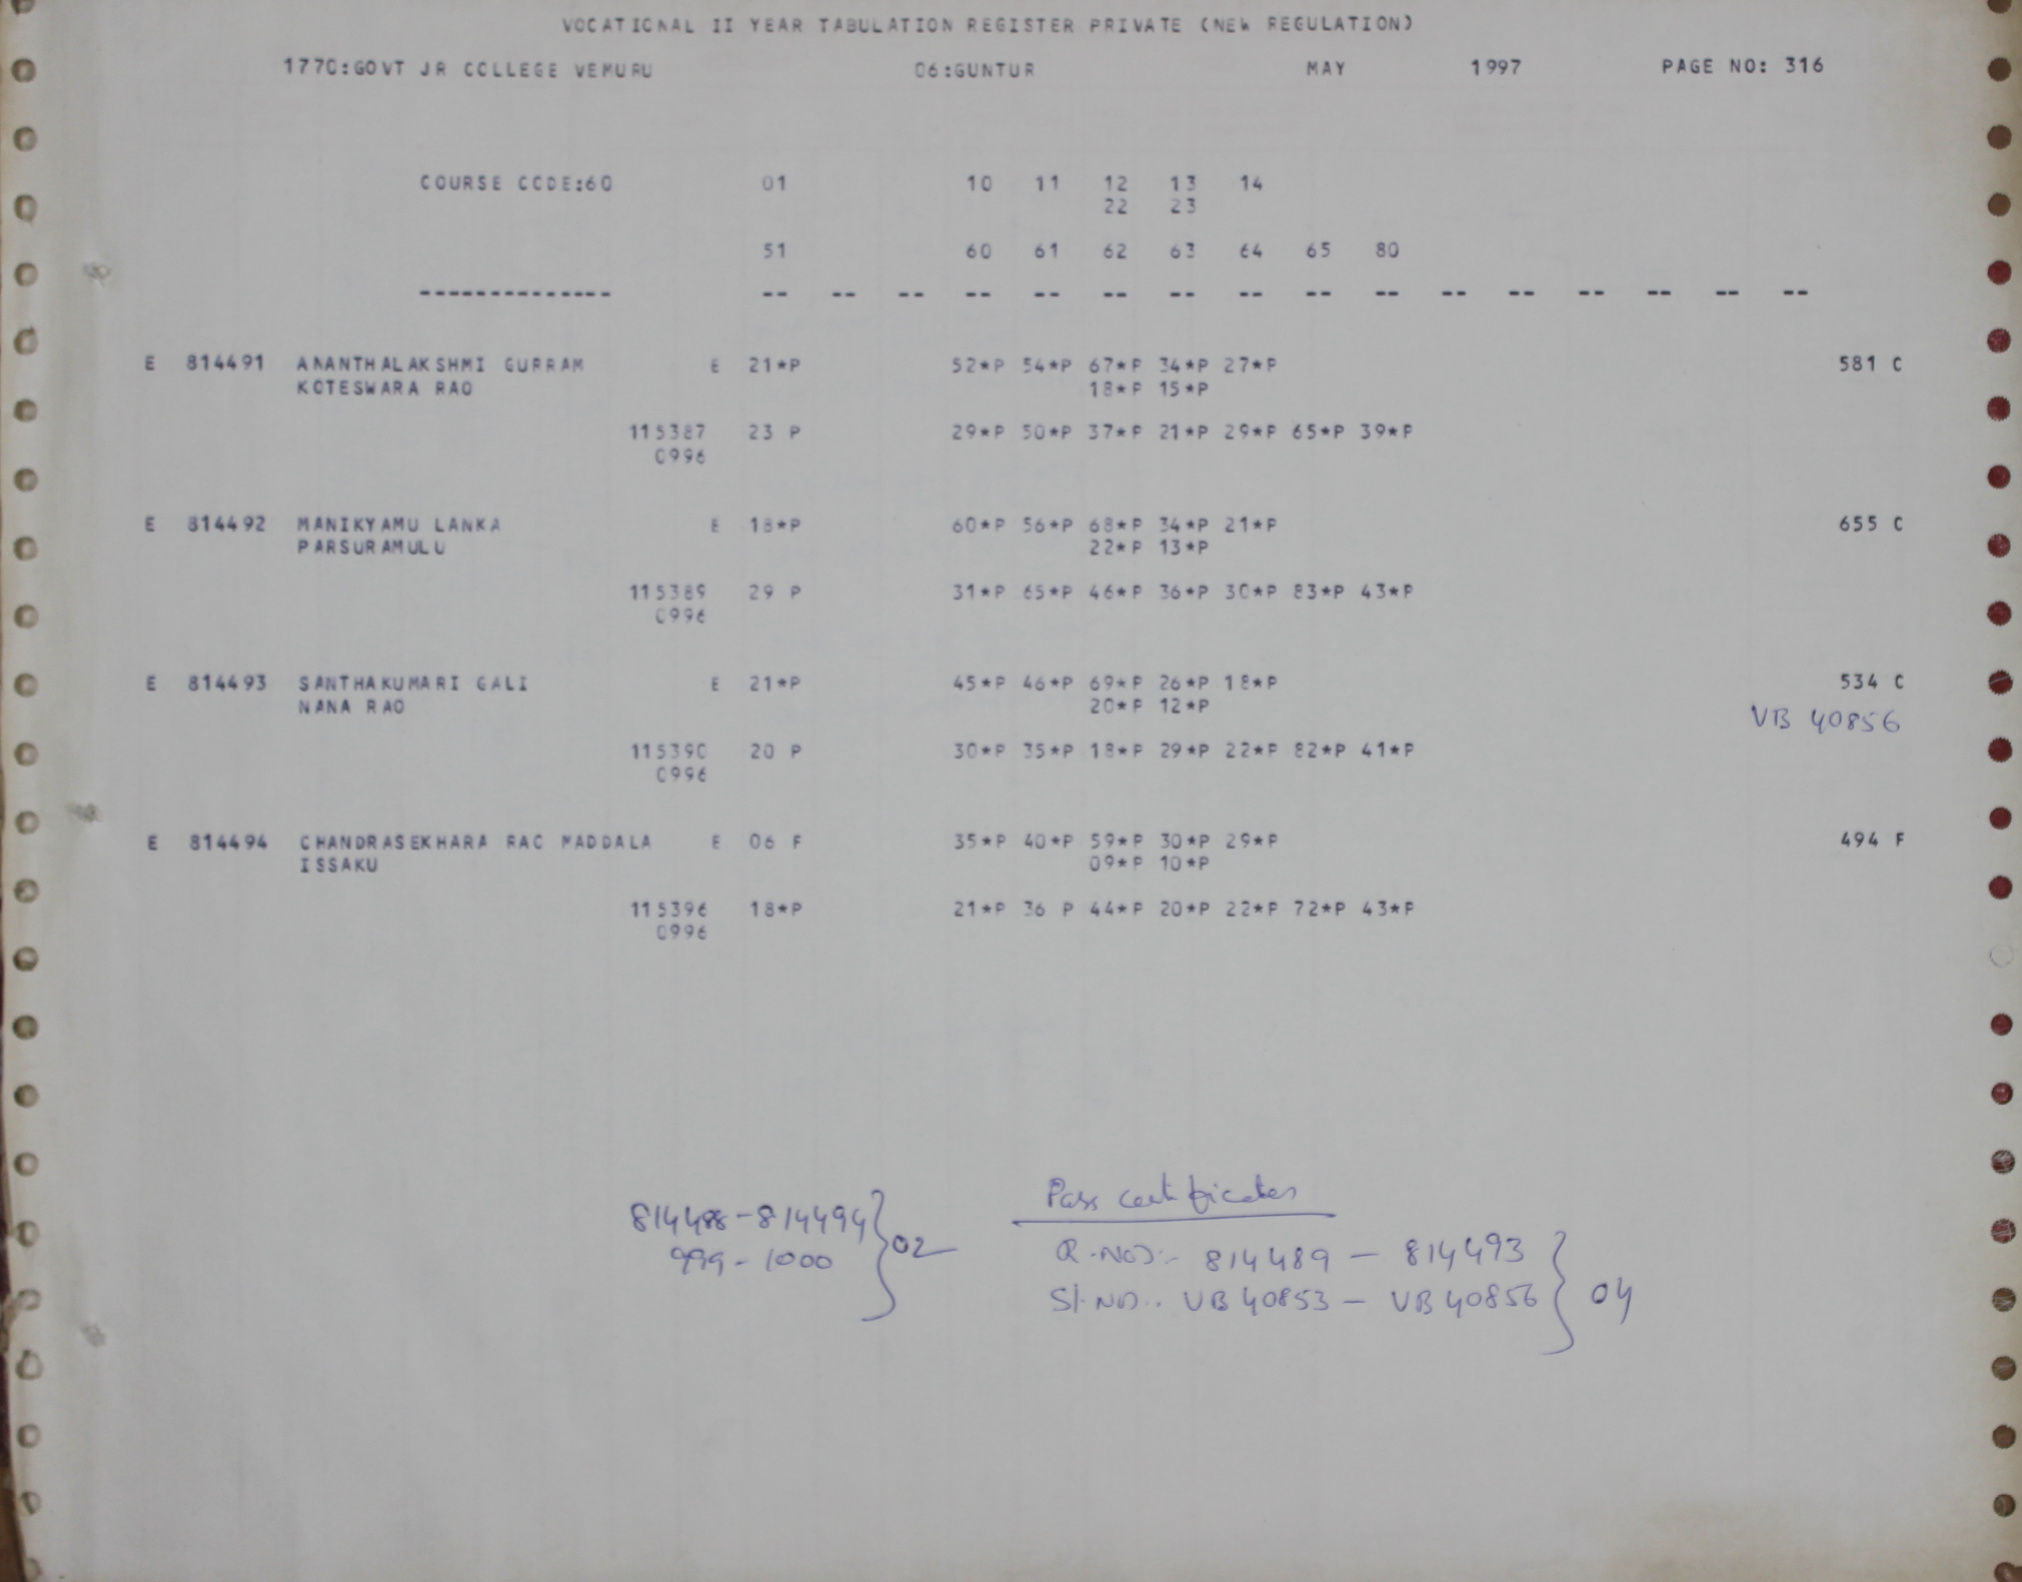 VOCATIONAL II YEAR TABULATION REGISTER PRIVATE (NEW REGULATION)
1770:GOVT JR COLLEGE VEMURU 06:GUNTUR MAY 1997 PAGE NO: 316
COURSE CODE:60 01 10 11 12 13 14
22 23
51 60 61 62 63 64 65 80
-------------- -- -- -- -- -- -- -- -- -- -- -- -- -- -- -- --
E 814491 ANANTHALAKSHMI GURRAM E 21*P 52*P 54*P 67*P 34*P 27*P 581 C
KOTESWARA RAO 18*P 15*P
115387 23 P 29*P 50*P 37*P 21*P 29*P 65*P 39*P
0996
E 814492 MANIKYAMU LANKA E 18*P 60*P 56*P 68*P 34*P 21*P 655 C
PARSURAMULU 22*P 13*P
115389 29 P 31*P 65*P 46*P 36*P 30*P 83*P 43*P
0996
E 814493 SANTHAKUMARI GALI E 21*P 45*P 46*P 69*P 26*P 18*P 534 C
NANA RAO 20*P 12*P VB 40856
115390 20 P 30*P 35*P 18*P 29*P 22*P 82*P 41*P
0996
E 814494 CHANDRASEKHARA RAO MADDALA E 06 F 35*P 40*P 59*P 30*P 29*P 494 F
ISSAKU 09*P 10*P
115396 18*P 21*P 36 P 44*P 20*P 22*P 72*P 43*P
0996
Pass certificates
814488-814494 } 02
999-1000
R.NOs:- 814489 - 814493 } 04
Sl.NO:. VB 40853 - VB 40856